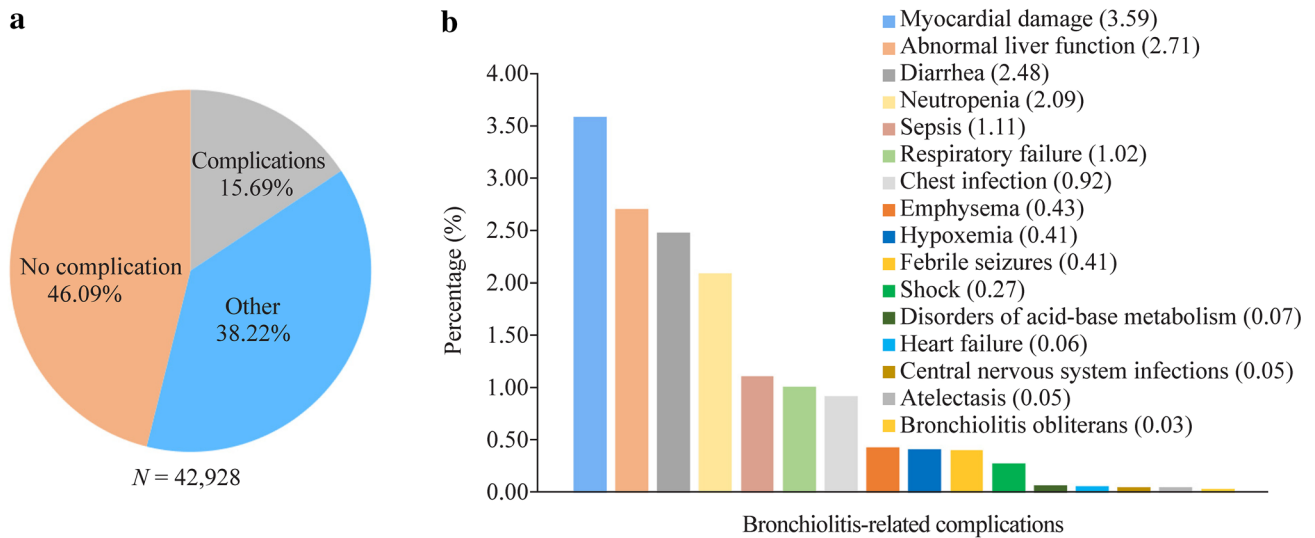 a
Complications
15.69%
No complication
46.09%
Other
38.22%
N = 42,928
b
Myocardial damage (3.59)
Abnormal liver function (2.71)
Diarrhea (2.48)
Neutropenia (2.09)
Sepsis (1.11)
Respiratory failure (1.02)
Chest infection (0.92)
Emphysema (0.43)
Hypoxemia (0.41)
Febrile seizures (0.41)
Shock (0.27)
Disorders of acid-base metabolism (0.07)
Heart failure (0.06)
Central nervous system infections (0.05)
Atelectasis (0.05)
Bronchiolitis obliterans (0.03)
Percentage (%)
4.00
3.50
3.00
2.50
2.00
1.50
1.00
0.50
0.00
Bronchiolitis-related complications